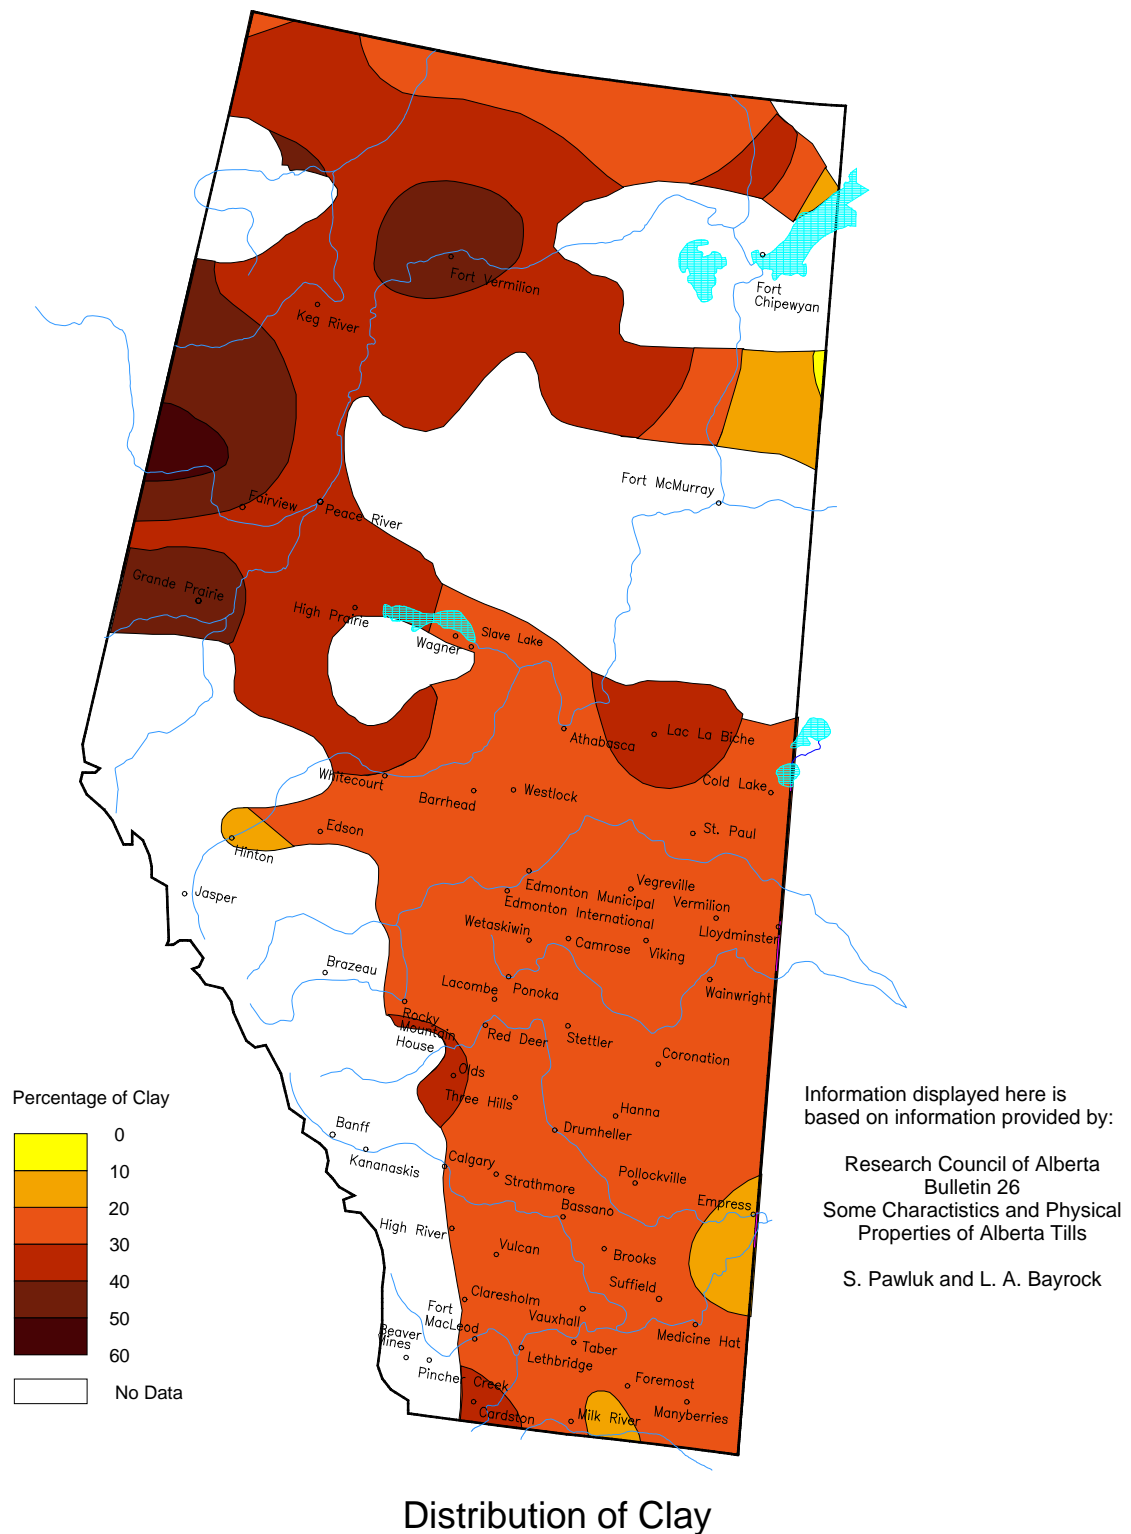 Fort Vermilion
Fort
Chipewyan
Keg River
Fort McMurray
Fairview
Peace River
Grande Prairie
High Prairie
Slave Lake
Wagner
Athabasca
Lac La Biche
Cold Lake
Whitecourt
Barrhead
Westlock
Edson
St. Paul
Hinton
Jasper
Edmonton Municipal
Vegreville
Edmonton International
Vermilion
Wetaskiwin
Camrose
Lloydminster
Viking
Brazeau
Lacombe
Ponoka
Wainwright
Rocky
Mountain
House
Red Deer
Stettler
Coronation
Olds
Three Hills
Hanna
Banff
Drumheller
Kananaskis
Calgary
Strathmore
Pollockville
Empress
Bassano
High River
Vulcan
Brooks
Suffield
Claresholm
Fort
MacLeod
Vauxhall
Medicine Hat
Beaver
Mines
Taber
Lethbridge
Pincher Creek
Foremost
Cardston
Milk River
Manyberries
Percentage of Clay
0
10
20
30
40
50
60
No Data
Information displayed here is
based on information provided by:
Research Council of Alberta
Bulletin 26
Some Charactistics and Physical
Properties of Alberta Tills
S. Pawluk and L. A. Bayrock
Distribution of Clay